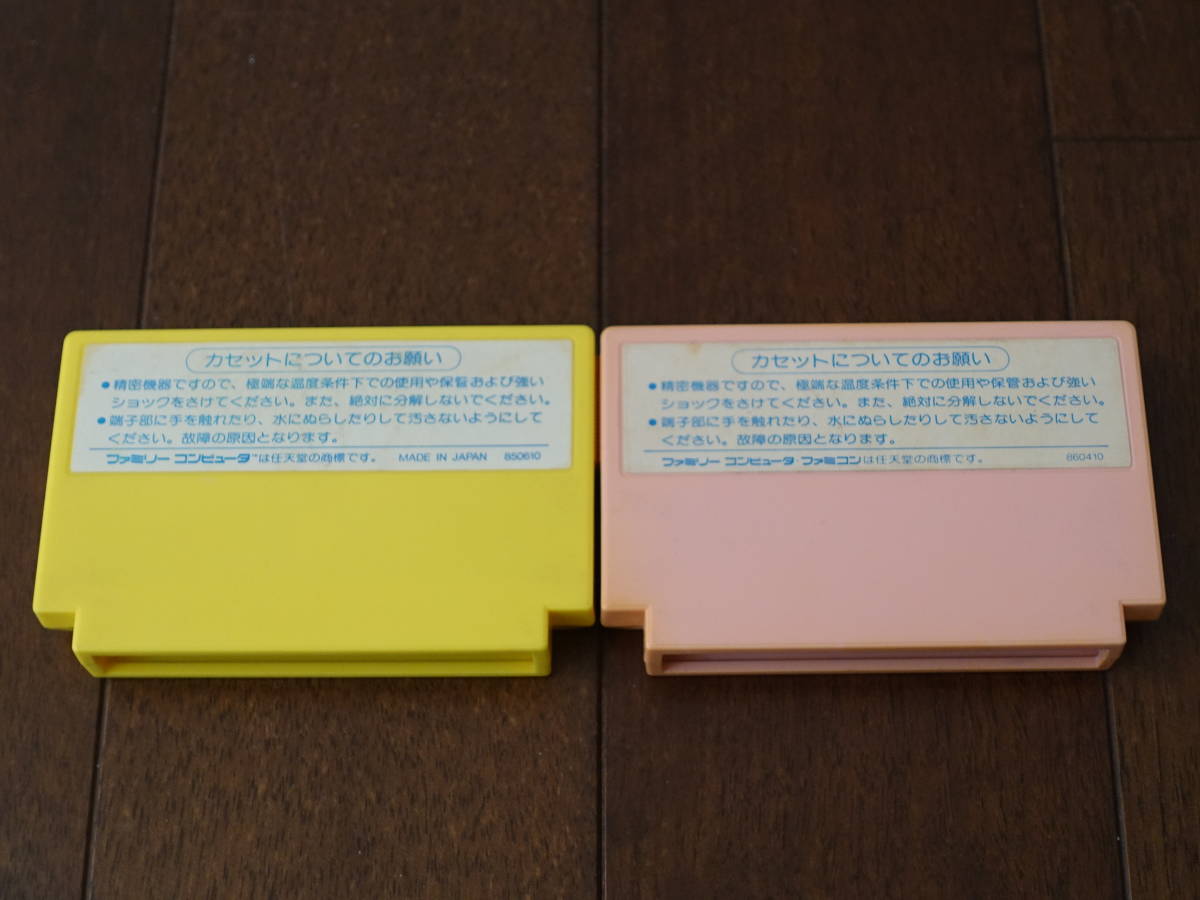 カセットについてのお願い
●精密機器ですので、極端な温度条件下での使用や保管および強い
ショックをさけてください。また、絶対に分解しないでください。
●端子部に手を触れたり、水にぬらしたりして汚さないようにして
ください。故障の原因となります。
ファミリー コンピュータ™は任天堂の商標です。 MADE IN JAPAN 850610
カセットについてのお願い
●精密機器ですので、極端な温度条件下での使用や保管および強い
ショックをさけてください。また、絶対に分解しないでください。
●端子部に手を触れたり、水にぬらしたりして汚さないようにして
ください。故障の原因となります。
ファミリー コンピュータ・ファミコンは任天堂の商標です。 860410